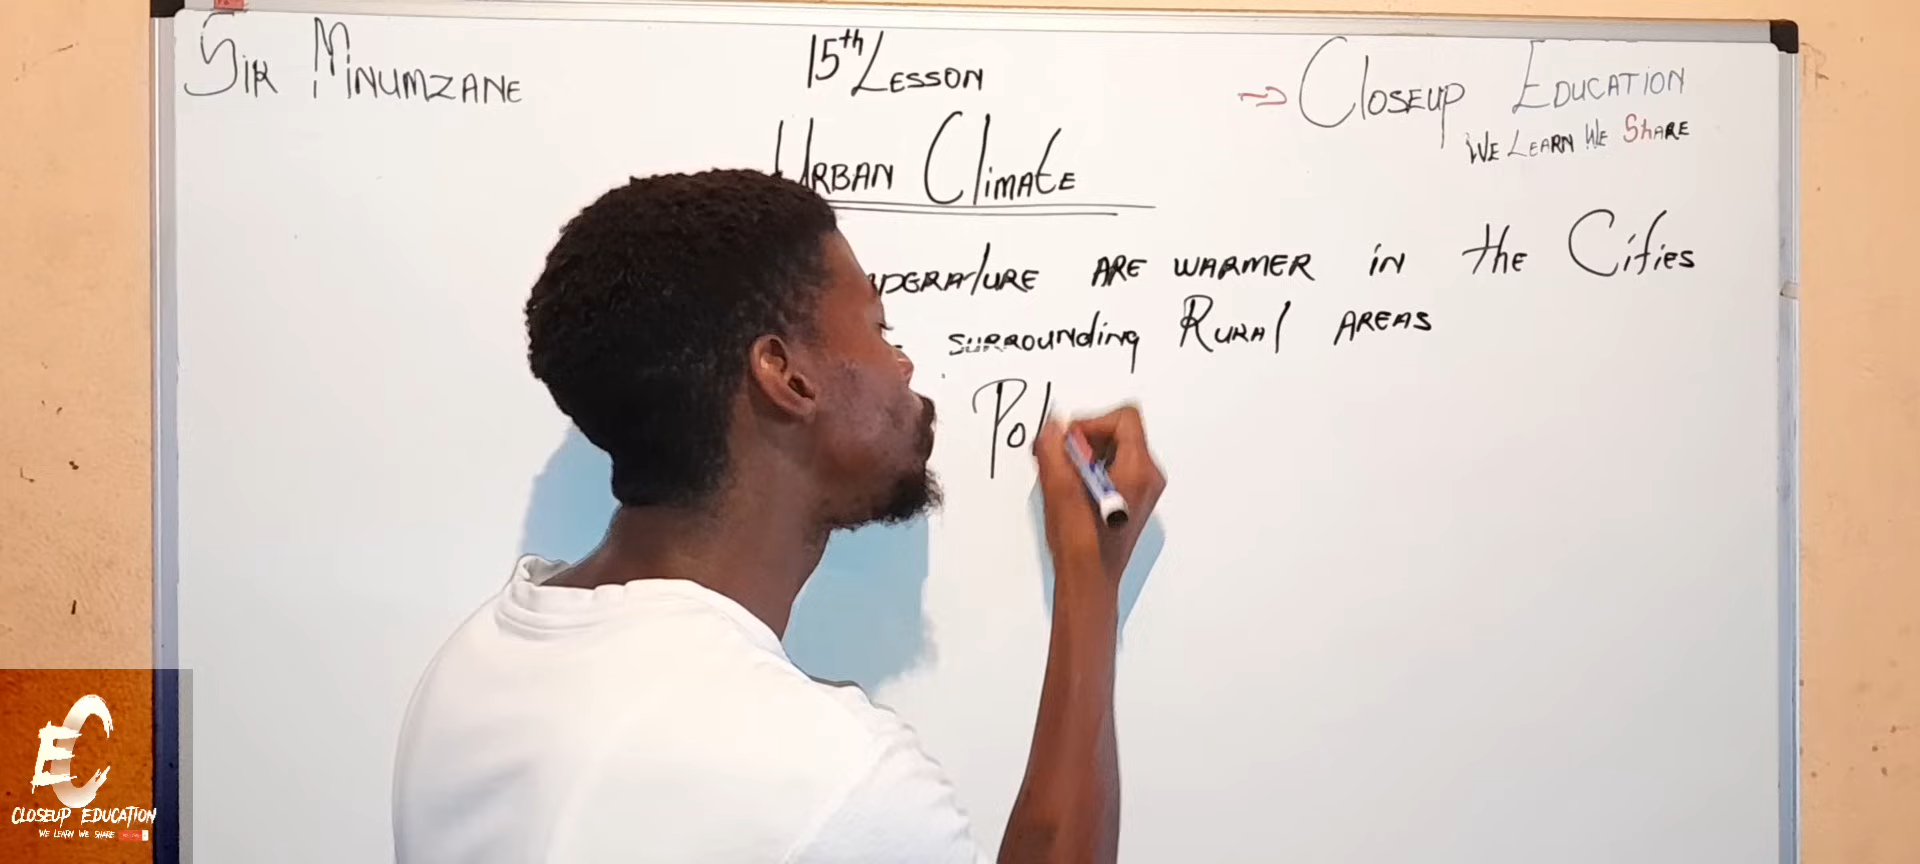 Sir Minumzane
15th Lesson
Urban Climate
→ Closeup Education
We Learn We Share
ARE WARMER in the Cities
surrounding Rural AREAS
Pol
CLOSEUP EDUCATION
WE LEARN WE SHARE